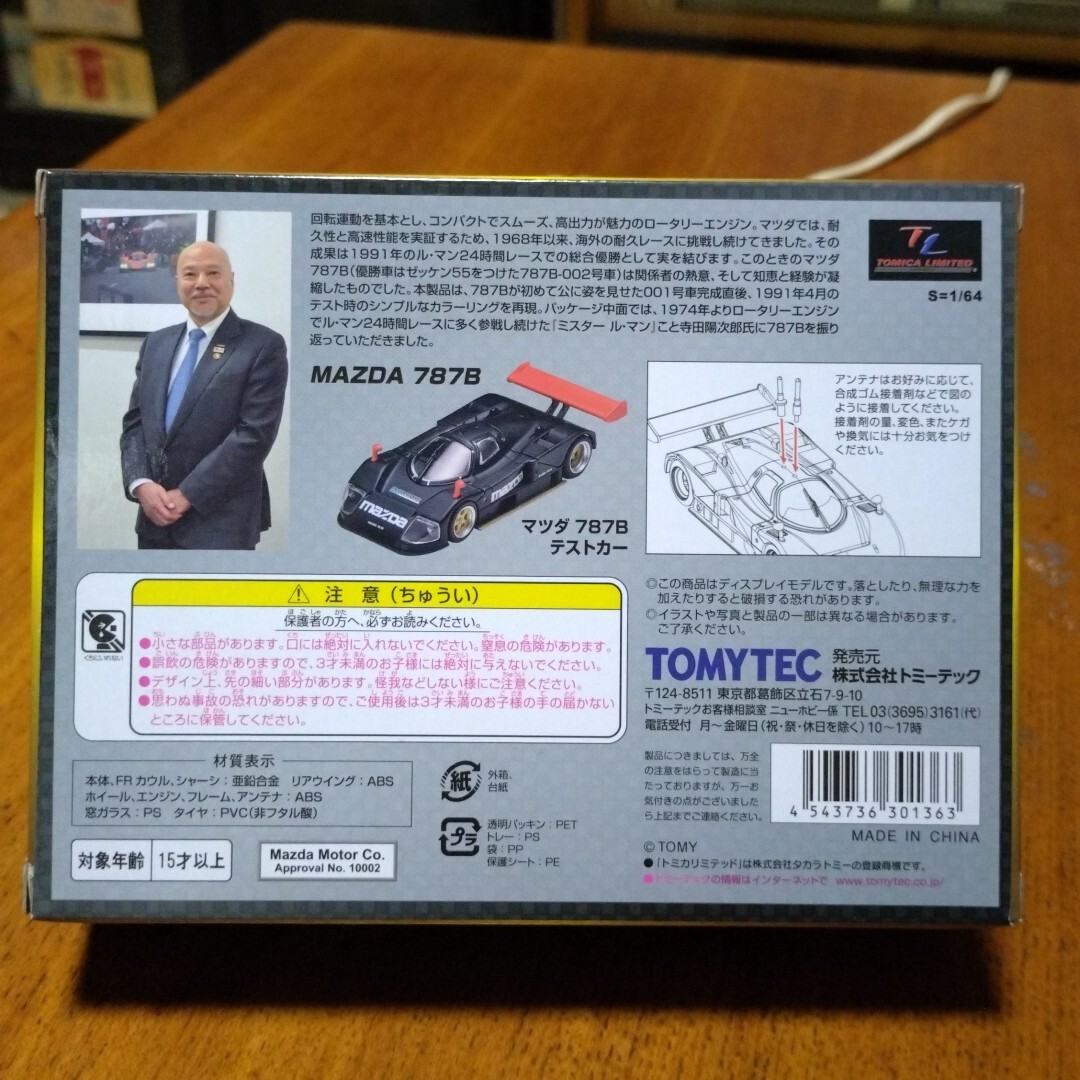 回転運動を基本とし、コンパクトでスムーズ、高出力が魅力のロータリーエンジン。マツダでは、耐
久性と高速性能を実証するため、1968年以来、海外の耐久レースに挑戦し続けてきました。その
成果は1991年のル・マン24時間レースでの総合優勝として実を結びます。このときのマツダ
787B(優勝車はゼッケン55をつけた787B-002号車)は関係者の熱意、そして知恵と経験が凝
縮したものでした。本製品は、787Bが初めて公に姿を見せた001号車完成直後、1991年4月の
テスト時のシンプルなカラーリングを再現。パッケージ中面では、1974年よりロータリーエンジン
でル・マン24時間レースに多く参戦し続けた『ミスター ル・マン』こと寺田陽次郎氏に787Bを振り
返っていただきました。
TL
TOMICA LIMITED
S=1/64
MAZDA 787B
mazda
mazda
マツダ 787B
テストカー
アンテナはお好みに応じて、
合成ゴム接着剤などで図の
ように接着してください。
接着剤の量、変色、またケガ
や換気には十分お気をつけ
ください。
くちにいれない
注 意(ちゅうい)
保護者の方へ、必ずお読みください。
●小さな部品があります。口には絶対に入れないでください。窒息の危険があります。
●誤飲の危険がありますので、3才未満のお子様には絶対に与えないでください。
●デザイン上、先の細い部分があります。怪我などしない様にご注意ください。
●思わぬ事故の恐れがありますので、ご使用後は3才未満のお子様の手の届かない
ところに保管してください。
◎この商品はディスプレイモデルです。落としたり、無理な力を
加えたりすると破損する恐れがあります。
◎イラストや写真と製品の一部は異なる場合があります。
ご了承ください。
TOMYTEC 発売元
株式会社トミーテック
〒124-8511 東京都葛飾区立石7-9-10
トミーテックお客様相談室 ニューホビー係 TEL 03(3695)3161(代)
電話受付 月〜金曜日(祝・祭・休日を除く)10〜17時
材質表示
本体、FRカウル、シャーシ:亜鉛合金 リアウイング:ABS
ホイール、エンジン、フレーム、アンテナ:ABS
窓ガラス:PS タイヤ:PVC(非フタル酸)
対象年齢 15才以上
Mazda Motor Co.
Approval No. 10002
紙
外箱、
台紙
プラ
透明パッキン:PET
トレー:PS
袋:PP
保護シート:PE
製品につきましては、万全
の注意をはらって製造に当
たっておりますが、万一お
気付きの点がございました
ら上記までご連絡ください。
4 543736 301363
MADE IN CHINA
©TOMY
●「トミカリミテッド」は株式会社タカラトミーの登録商標です。
●トミーテックの情報はインターネットで www.tomytec.co.jp/